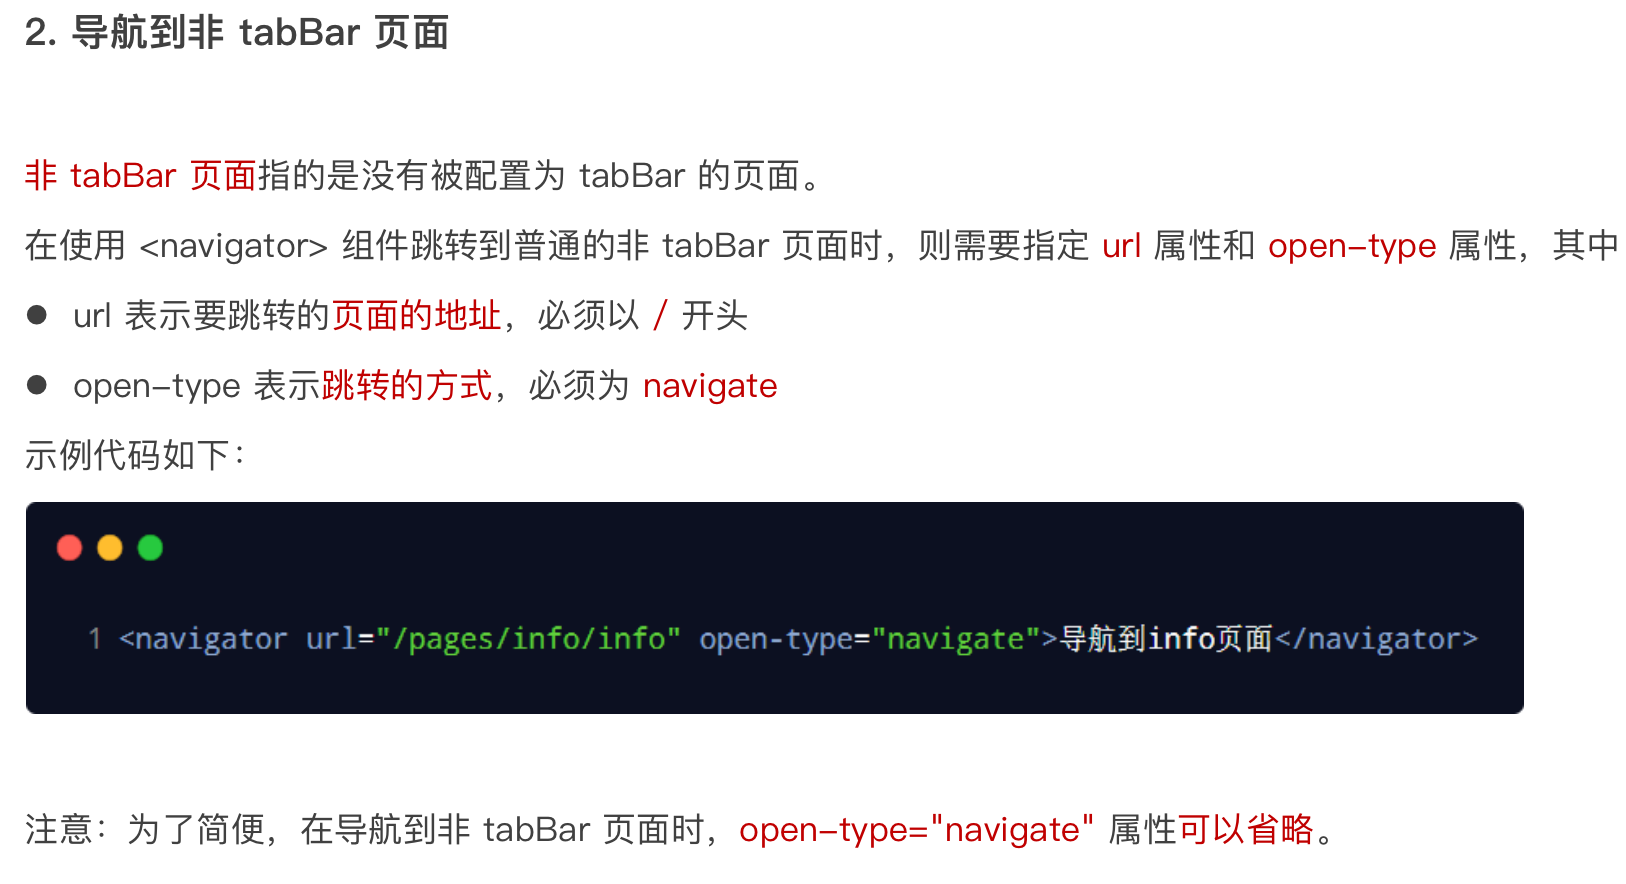 2. 导航到非 tabBar 页面
非 tabBar 页面指的是没有被配置为 tabBar 的页面。
在使用 <navigator> 组件跳转到普通的非 tabBar 页面时，则需要指定 url 属性和 open-type 属性，其中
● url 表示要跳转的页面的地址，必须以 / 开头
● open-type 表示跳转的方式，必须为 navigate
示例代码如下：
1 <navigator url="/pages/info/info" open-type="navigate">导航到info页面</navigator>
注意：为了简便，在导航到非 tabBar 页面时，open-type="navigate" 属性可以省略。